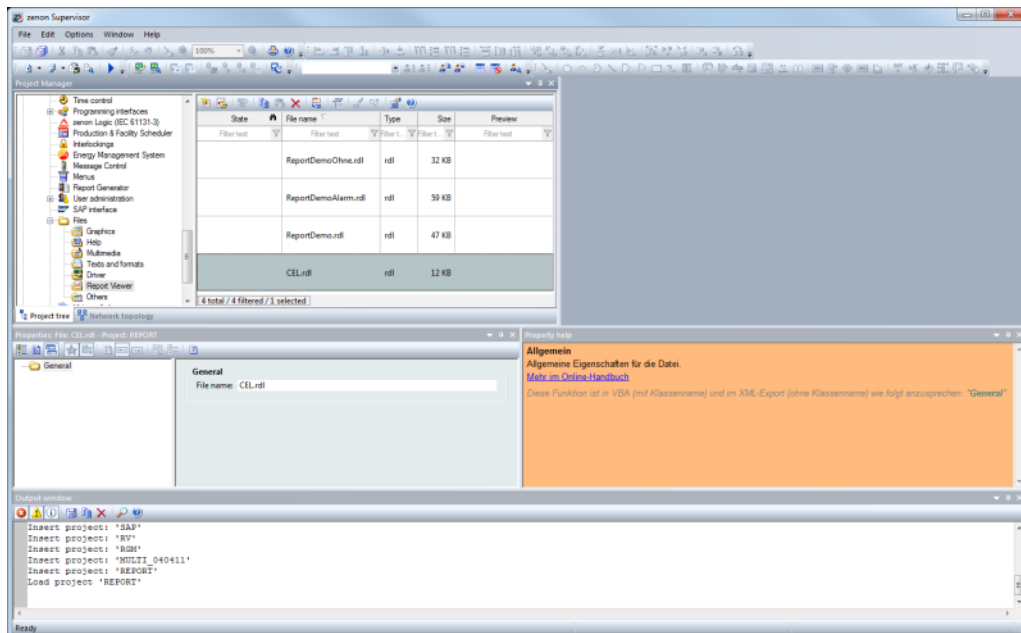 zenon Supervisor
File Edit Options Window Help
100%
Project Manager
Time control
Programming interfaces
zenon Logic (IEC 61131-3)
Production & Facility Scheduler
Interlockings
Energy Management System
Message Control
Menus
Report Generator
User administration
SAP interface
Files
Graphics
Help
Multimedia
Texts and formats
Driver
Report Viewer
Others
Project tree Network topology
State File name Type Size Preview
Filter text Filter text Filter t... Filter t... Filter text
ReportDemoOhne.rdl rdl 32 KB
ReportDemoAlarm.rdl rdl 59 KB
ReportDemo.rdl rdl 47 KB
CEL.rdl rdl 12 KB
4 total / 4 filtered / 1 selected
Properties: File: CEL.rdl - Project: REPORT
General
General
File name: CEL.rdl
Property help
Allgemein
Allgemeine Eigenschaften für die Datei.
Mehr im Online-Handbuch
Diese Funktion ist in VBA (mit Klassenname) und im XML-Export (ohne Klassenname) wie folgt anzusprechen: "General"
Output window
Insert project: 'SAP'
Insert project: 'RV'
Insert project: 'RGM'
Insert project: 'MULTI_040411'
Insert project: 'REPORT'
Load project 'REPORT'
Ready